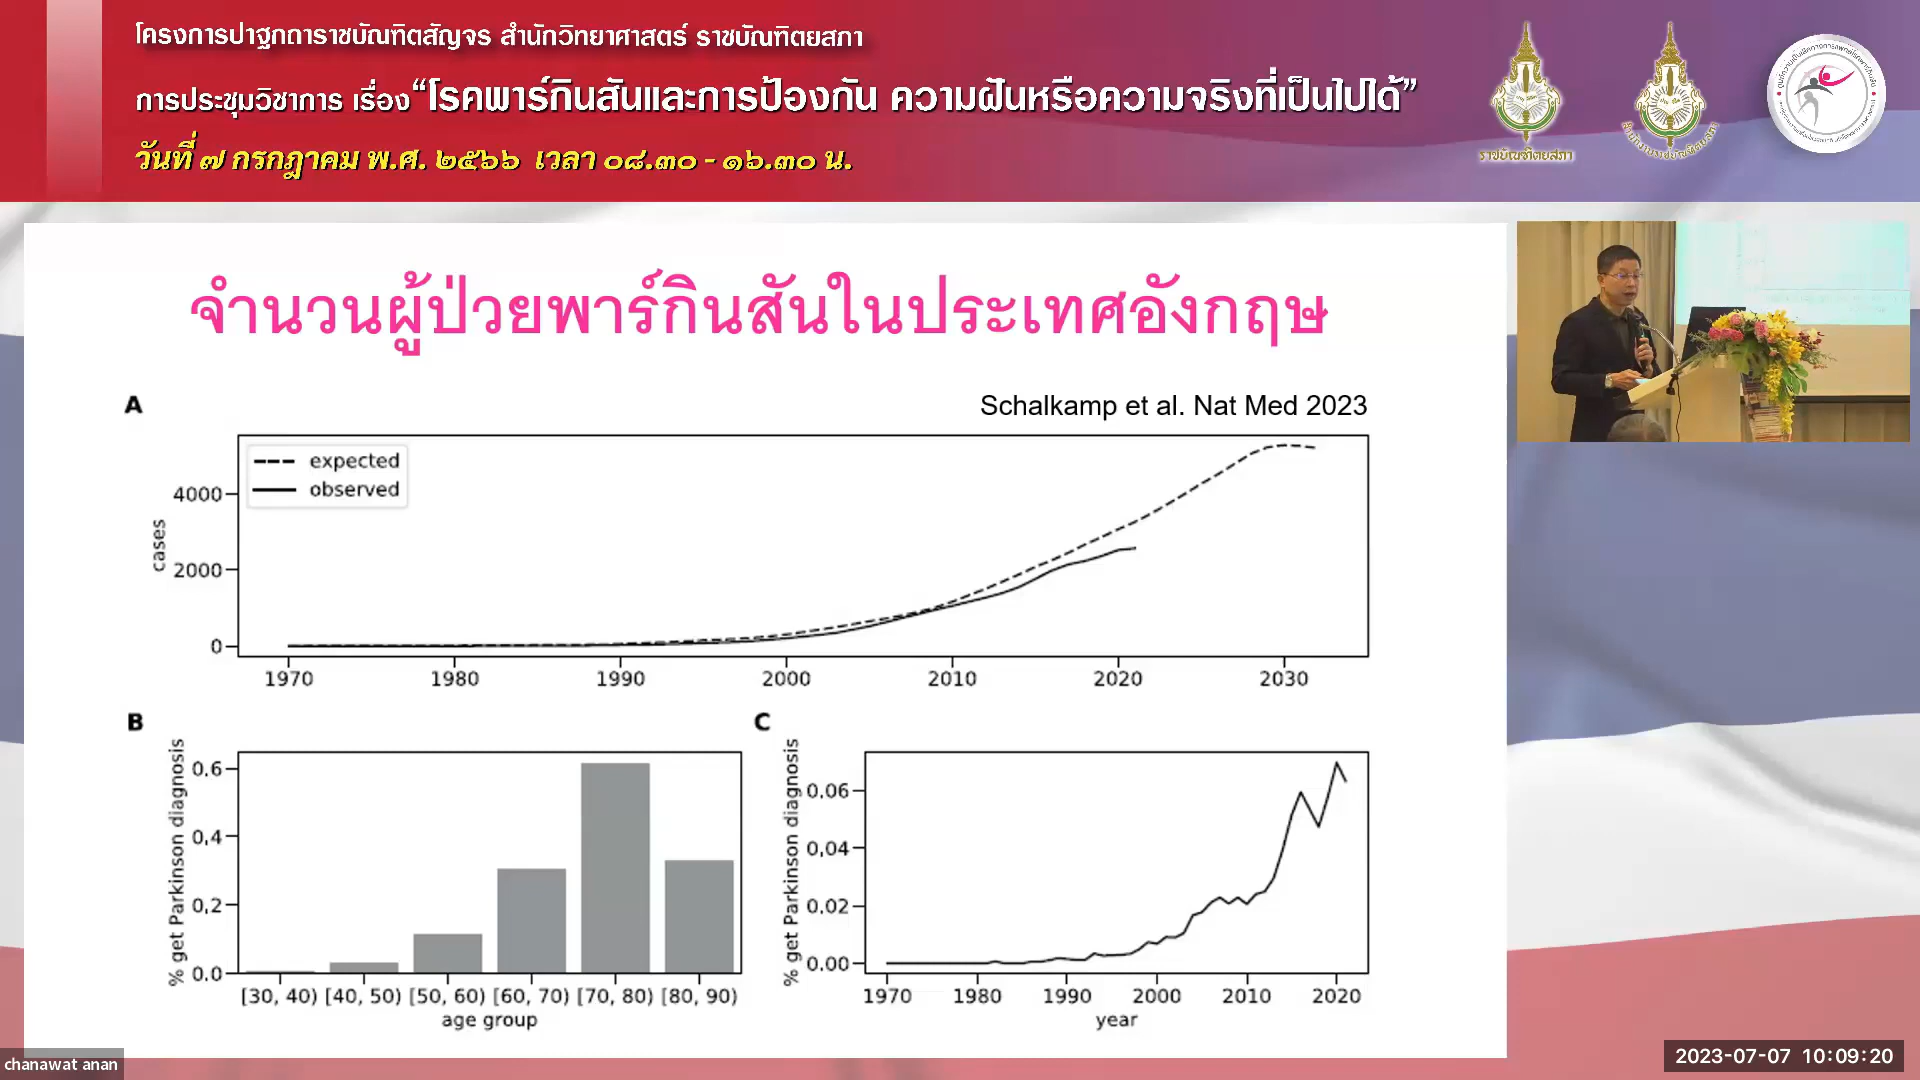 โครงการปาฐกถาราชบัณฑิตสัญจร สำนักวิทยาศาสตร์ ราชบัณฑิตยสภา
การประชุมวิชาการ เรื่อง “โรคพาร์กินสันและการป้องกัน ความฝันหรือความจริงที่เป็นไปได้”
วันที่ ๗ กรกฎาคม พ.ศ. ๒๕๖๖ เวลา ๐๘.๓๐ - ๑๖.๓๐ น.
ราชบัณฑิตยสภา
จำนวนผู้ป่วยพาร์กินสันในประเทศอังกฤษ
A
Schalkamp et al. Nat Med 2023
expected
observed
cases
4000
2000
0
1970 1980 1990 2000 2010 2020 2030
B
% get Parkinson diagnosis
0.6
0.4
0.2
0.0
[30, 40) [40, 50) [50, 60) [60, 70) [70, 80) [80, 90)
age group
C
% get Parkinson diagnosis
0.06
0.04
0.02
0.00
1970 1980 1990 2000 2010 2020
year
chanawat anan
2023-07-07 10:09:20